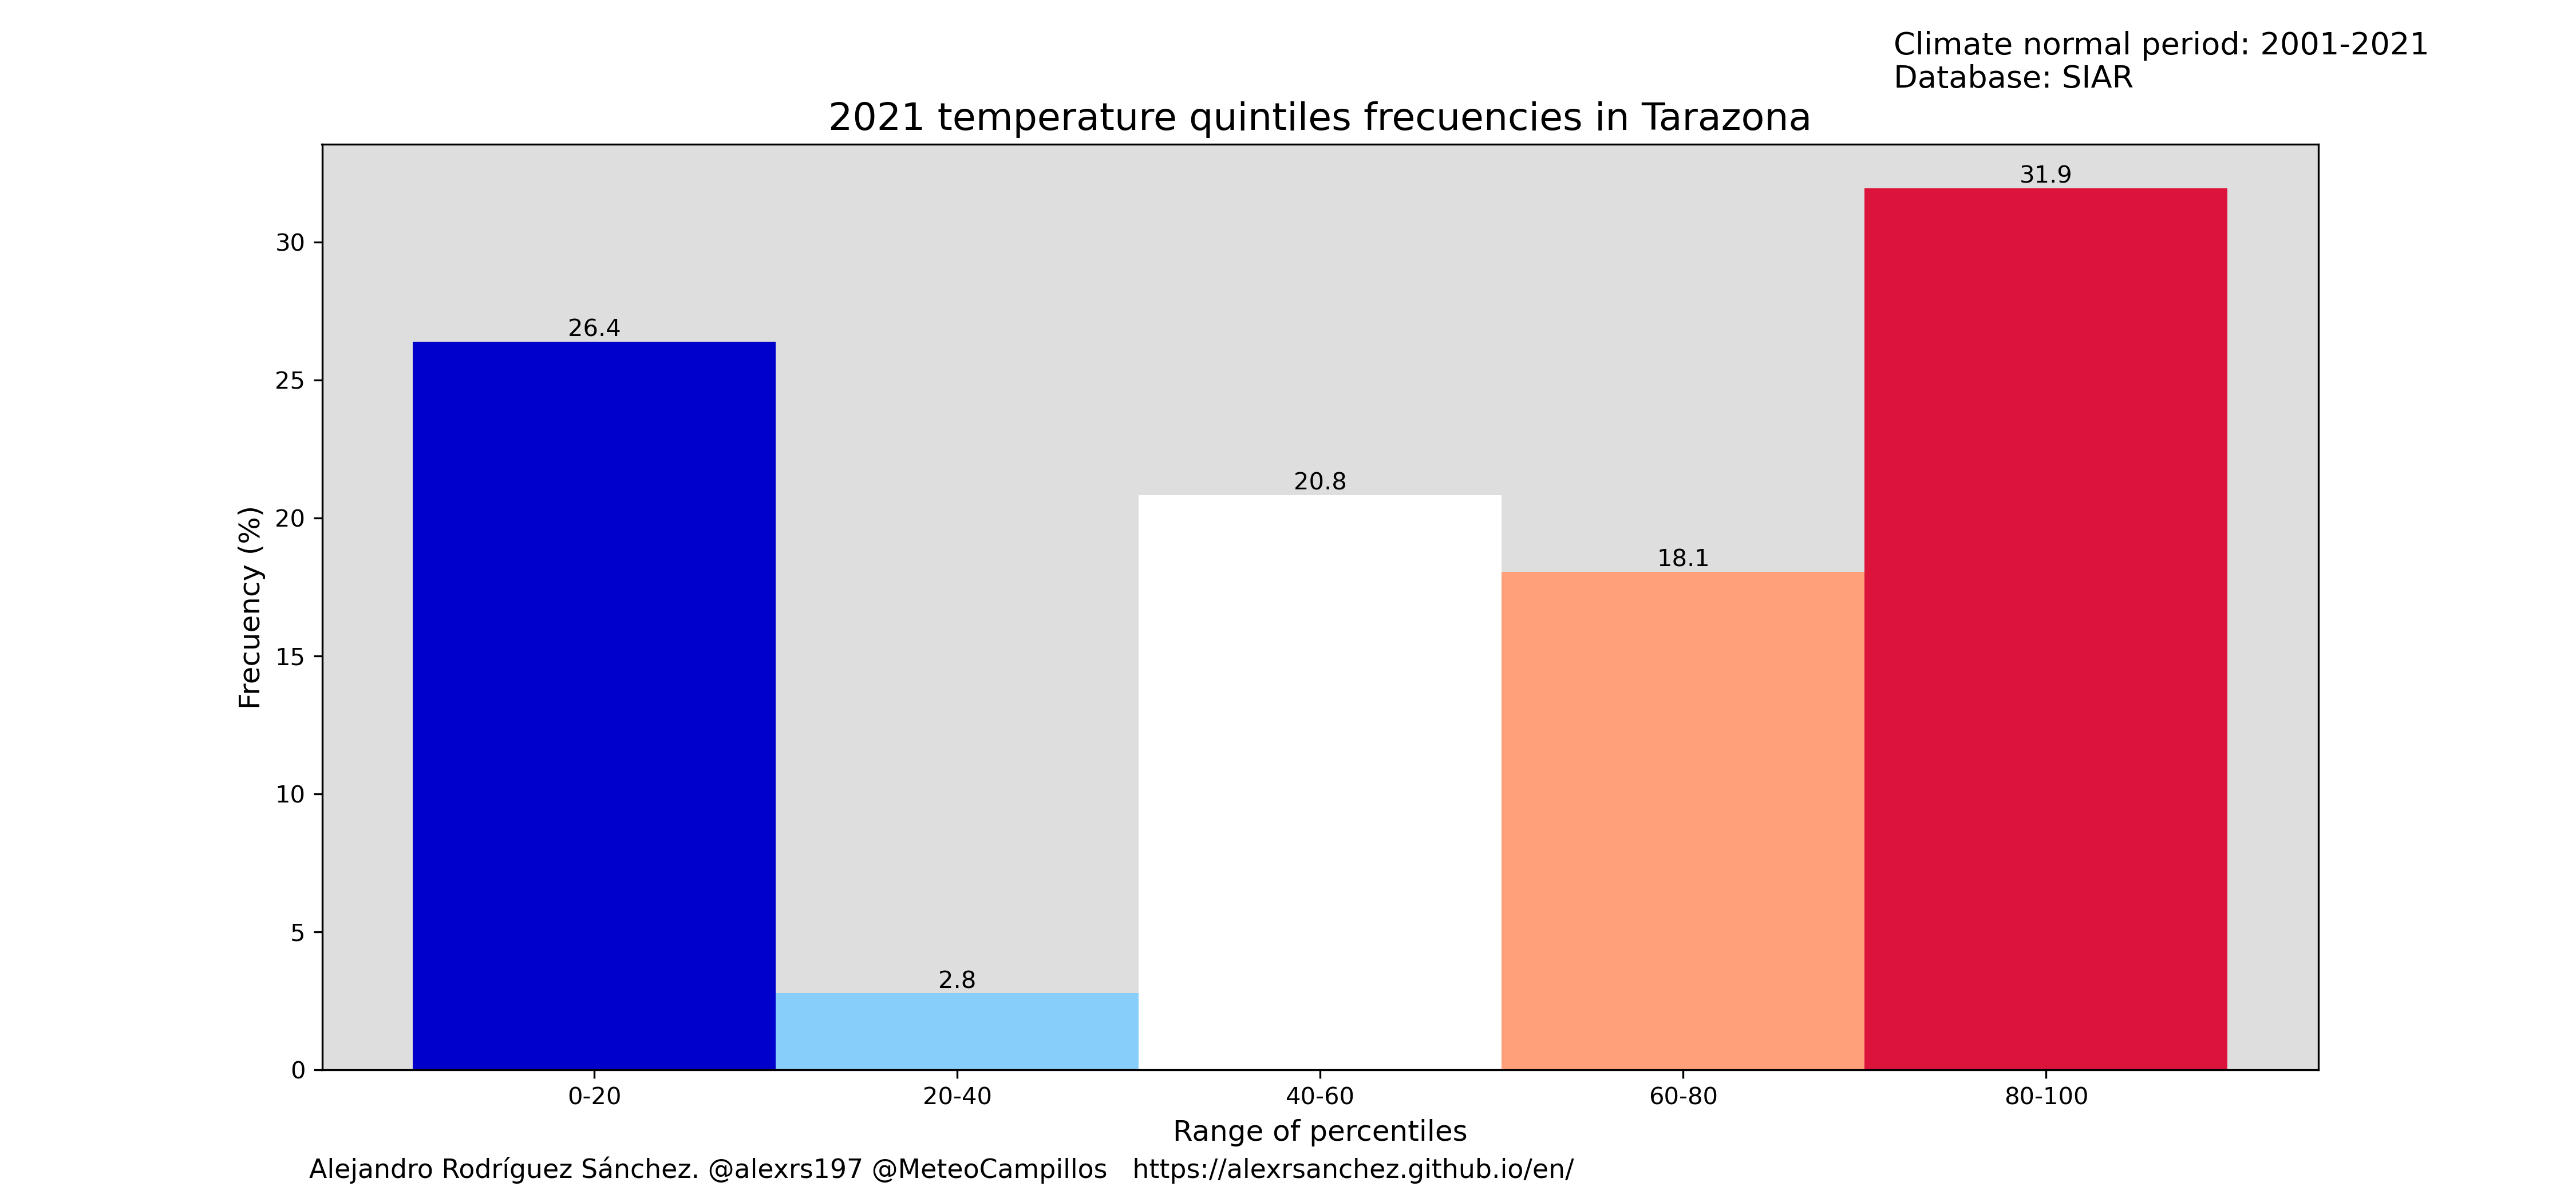 Climate normal period: 2001-2021
Database: SIAR
2021 temperature quintiles frecuencies in Tarazona
Frecuency (%)
30
25
20
15
10
5
0
26.4
2.8
20.8
18.1
31.9
0-20
20-40
40-60
60-80
80-100
Range of percentiles
Alejandro Rodríguez Sánchez. @alexrs197 @MeteoCampillos https://alexrsanchez.github.io/en/